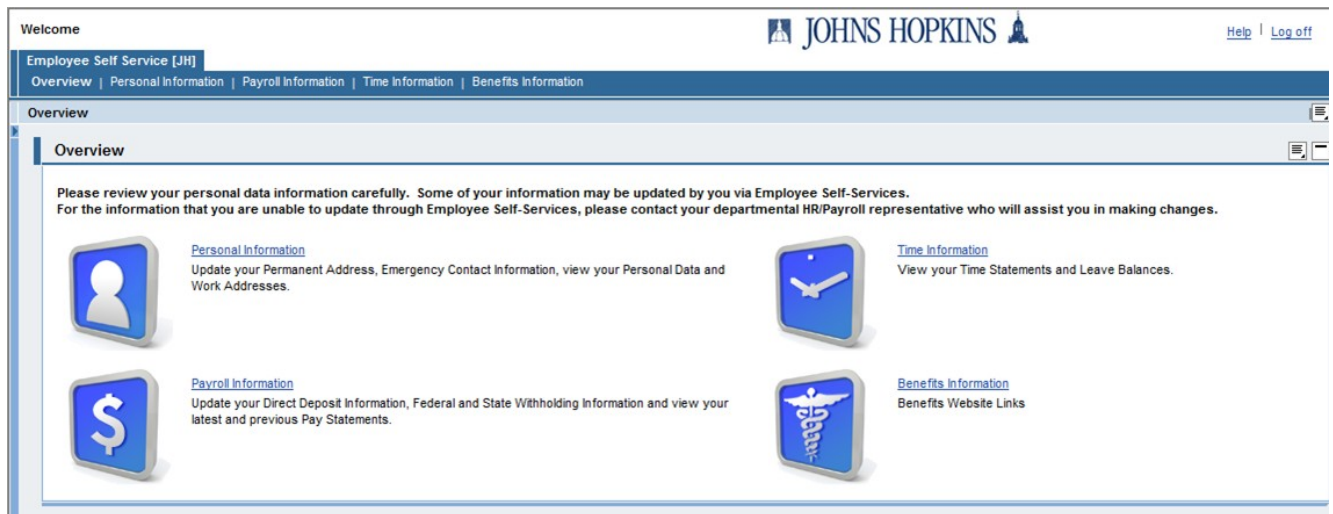 Welcome
JOHNS HOPKINS
Help | Log off
Employee Self Service [JH]
Overview | Personal Information | Payroll Information | Time Information | Benefits Information
Overview
Overview
Please review your personal data information carefully. Some of your information may be updated by you via Employee Self-Services.
For the information that you are unable to update through Employee Self-Services, please contact your departmental HR/Payroll representative who will assist you in making changes.
Personal Information
Update your Permanent Address, Emergency Contact Information, view your Personal Data and
Work Addresses.
Time Information
View your Time Statements and Leave Balances.
$
Payroll Information
Update your Direct Deposit Information, Federal and State Withholding Information and view your
latest and previous Pay Statements.
Benefits Information
Benefits Website Links